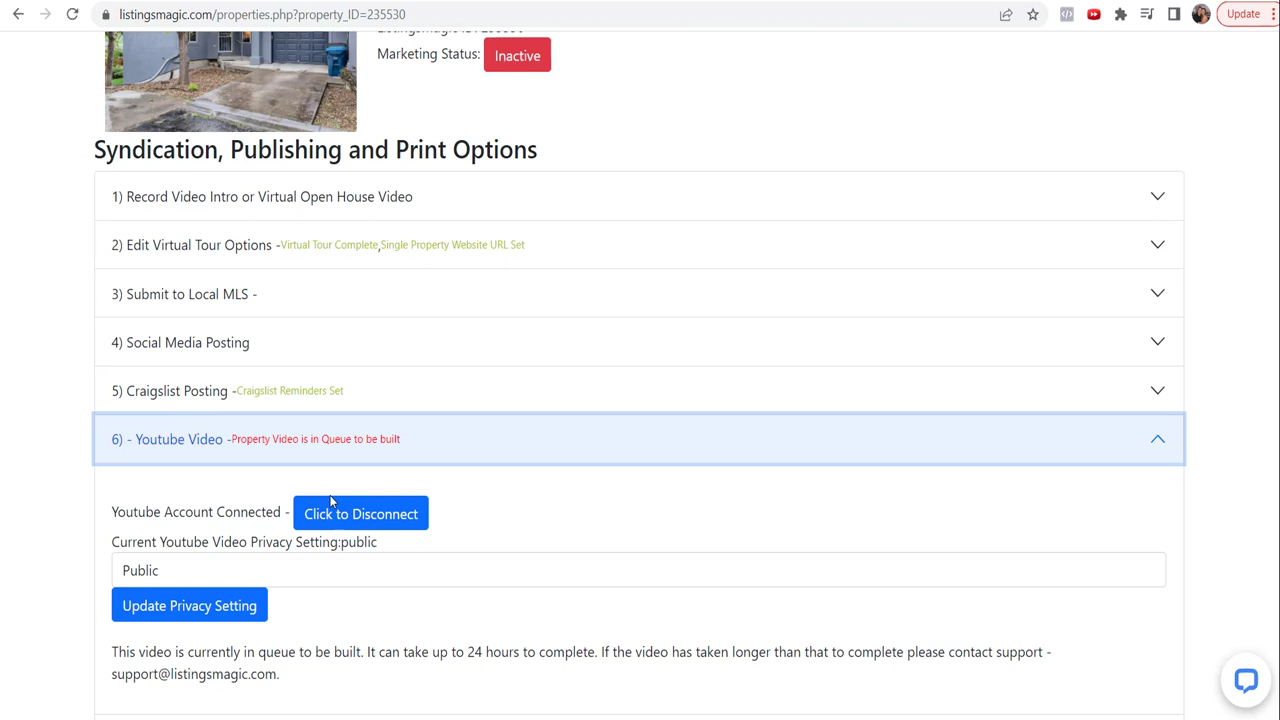 listingsmagic.com/properties.php?property_ID=235530
Update
Marketing Status: Inactive
Syndication, Publishing and Print Options
1) Record Video Intro or Virtual Open House Video
2) Edit Virtual Tour Options -Virtual Tour Complete,Single Property Website URL Set
3) Submit to Local MLS -
4) Social Media Posting
5) Craigslist Posting -Craigslist Reminders Set
6) - Youtube Video -Property Video is in Queue to be built
Youtube Account Connected - Click to Disconnect
Current Youtube Video Privacy Setting:public
Public
Update Privacy Setting
This video is currently in queue to be built. It can take up to 24 hours to complete. If the video has taken longer than that to complete please contact support -
support@listingsmagic.com.